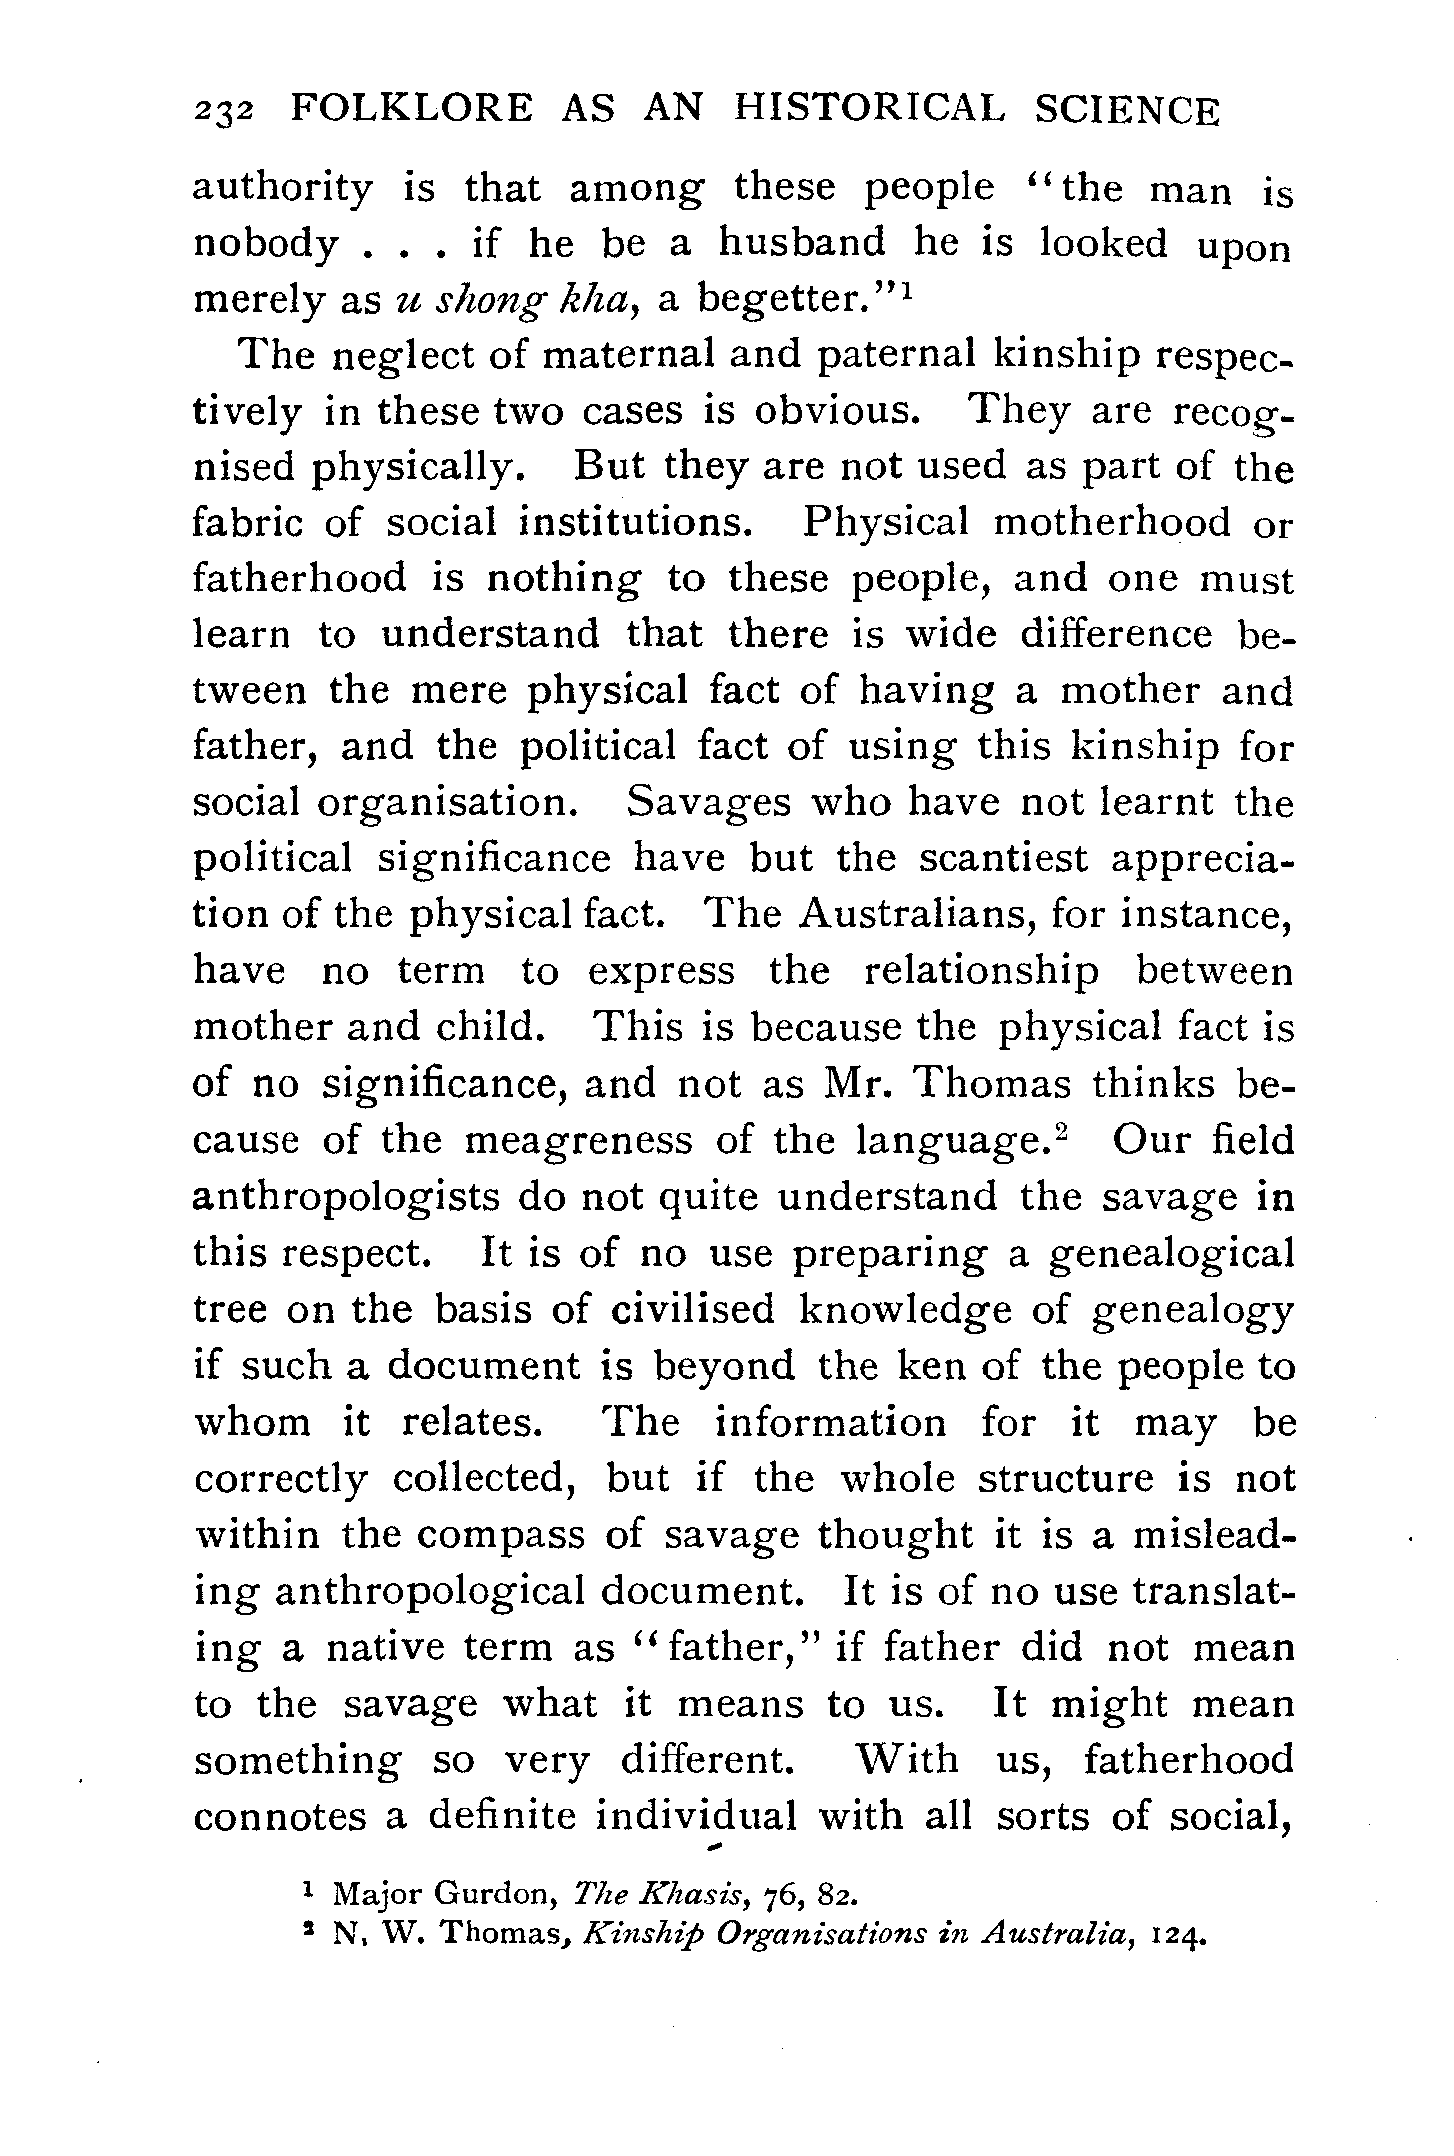 232 FOLKLORE AS AN HISTORICAL SCIENCE
authority is that among these people “the man is
nobody . . . if he be a husband he is looked upon
merely as u shong kha, a begetter.”¹
The neglect of maternal and paternal kinship respec-
tively in these two cases is obvious. They are recog-
nised physically. But they are not used as part of the
fabric of social institutions. Physical motherhood or
fatherhood is nothing to these people, and one must
learn to understand that there is wide difference be-
tween the mere physical fact of having a mother and
father, and the political fact of using this kinship for
social organisation. Savages who have not learnt the
political significance have but the scantiest apprecia-
tion of the physical fact. The Australians, for instance,
have no term to express the relationship between
mother and child. This is because the physical fact is
of no significance, and not as Mr. Thomas thinks be-
cause of the meagreness of the language.² Our field
anthropologists do not quite understand the savage in
this respect. It is of no use preparing a genealogical
tree on the basis of civilised knowledge of genealogy
if such a document is beyond the ken of the people to
whom it relates. The information for it may be
correctly collected, but if the whole structure is not
within the compass of savage thought it is a mislead-
ing anthropological document. It is of no use translat-
ing a native term as “father,” if father did not mean
to the savage what it means to us. It might mean
something so very different. With us, fatherhood
connotes a definite individual with all sorts of social,
¹ Major Gurdon, The Khasis, 76, 82.
² N. W. Thomas, Kinship Organisations in Australia, 124.